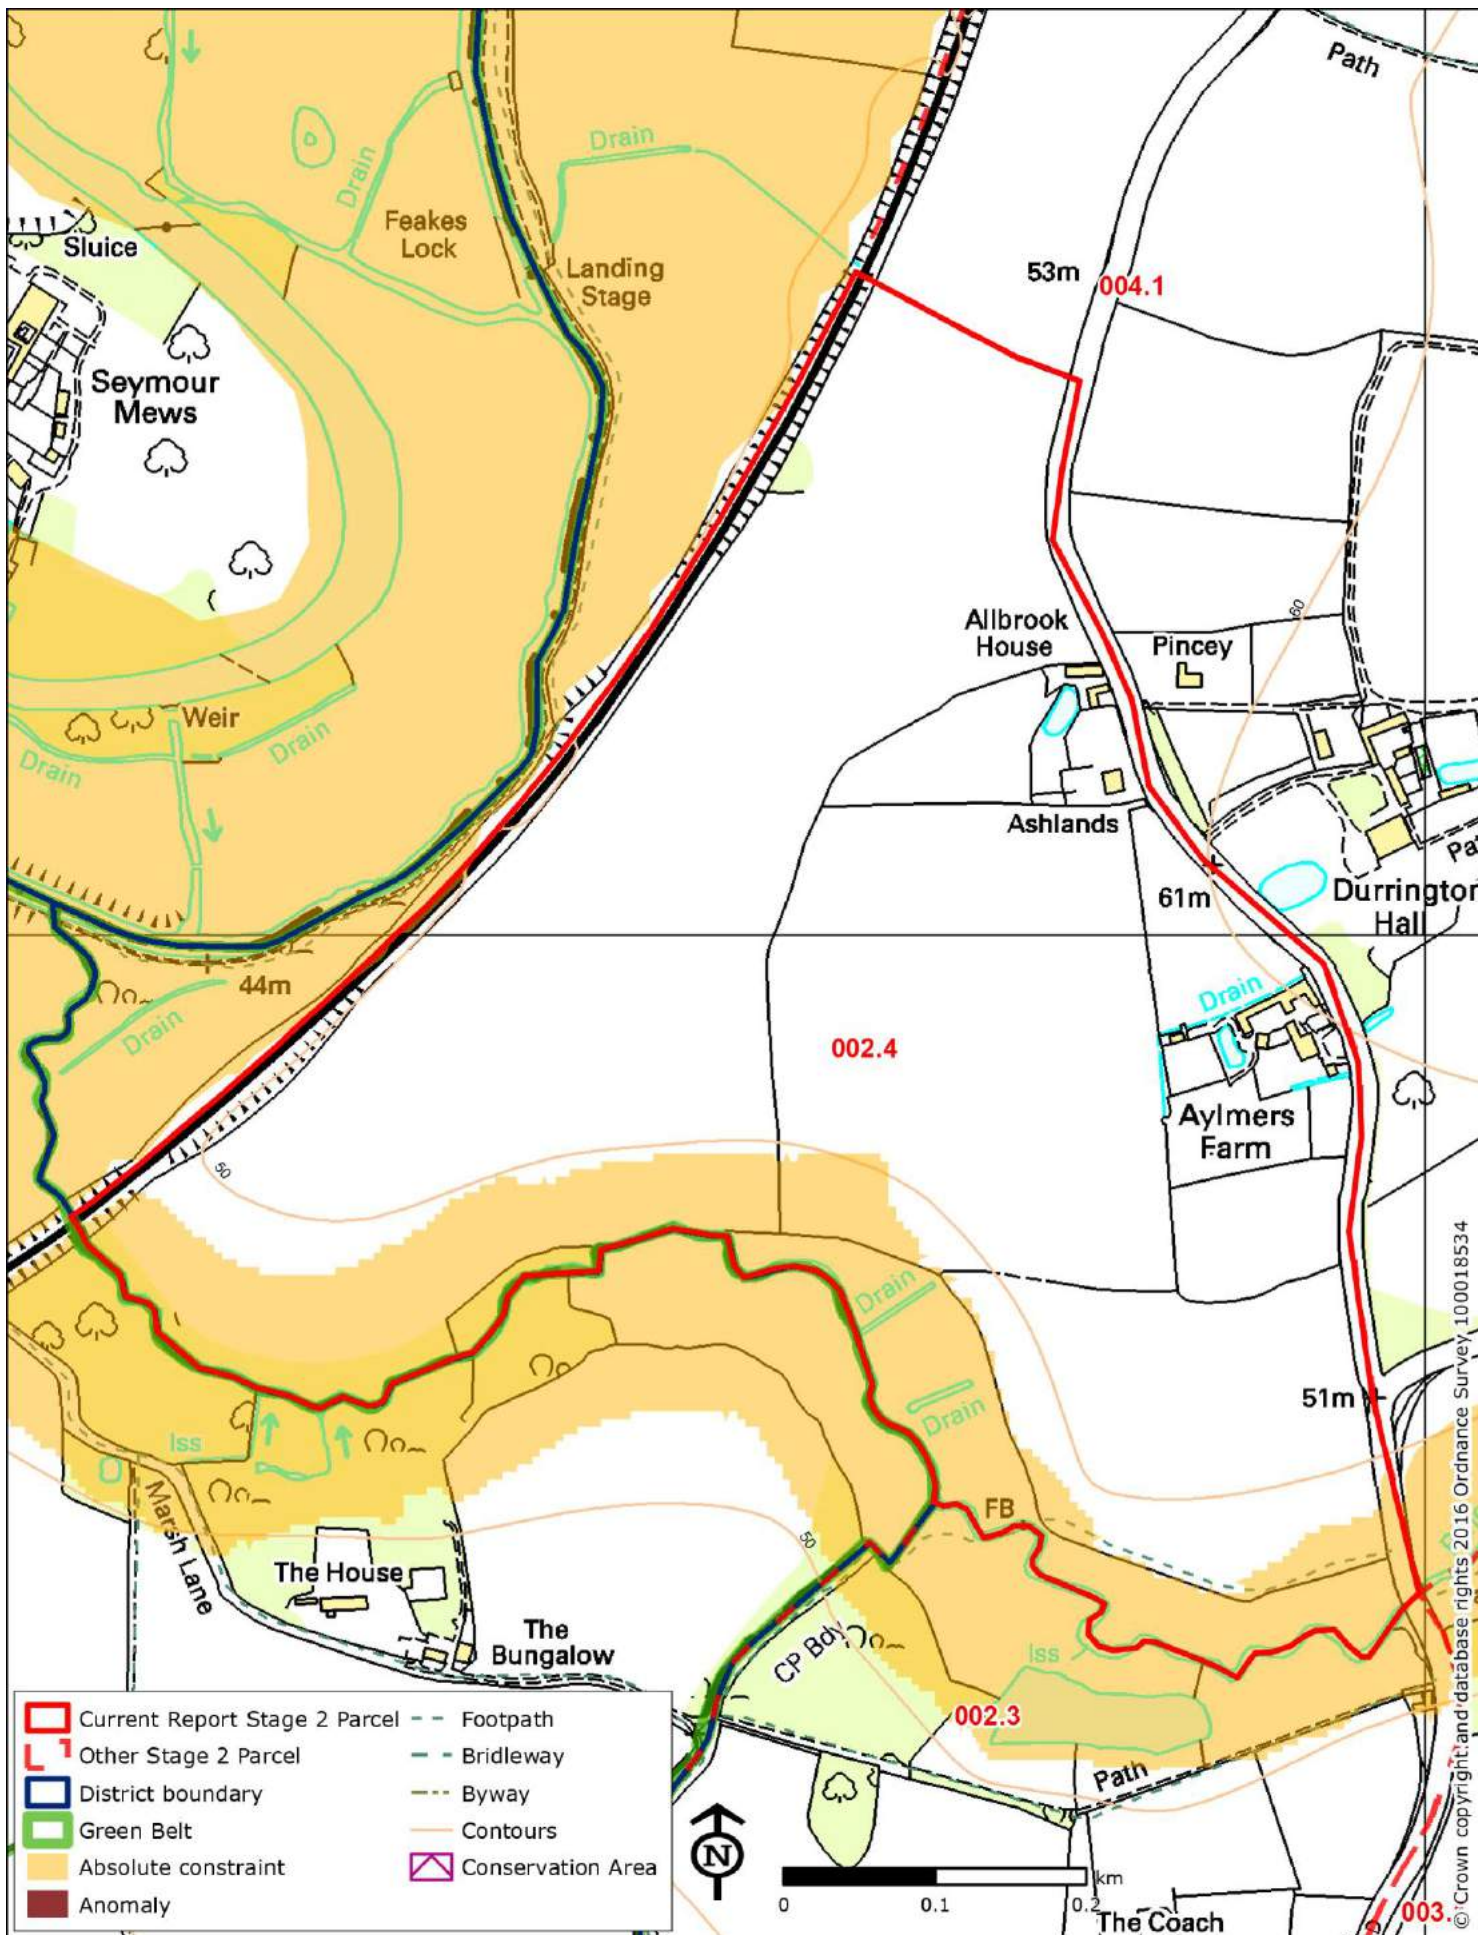 Path
Drain
Drain
Feakes
Lock
Sluice
Landing
Stage
53m
004.1
Seymour
Mews
60
Allbrook
House
Pincey
Weir
Drain
Drain
Ashlands
61m
Durrington
Hall
44m
Drain
Drain
002.4
Aylmers
Farm
50
Drain
51m
Drain
Iss
Marsh Lane
FB
50
The House
The
Bungalow
CP Bdy
Iss
002.3
Path
Current Report Stage 2 Parcel
Other Stage 2 Parcel
District boundary
Green Belt
Absolute constraint
Anomaly
Footpath
Bridleway
Byway
Contours
Conservation Area
N
km
0
0.1
0.2
The Coach
003.
© Crown copyright and database rights 2016 Ordnance Survey 100018534